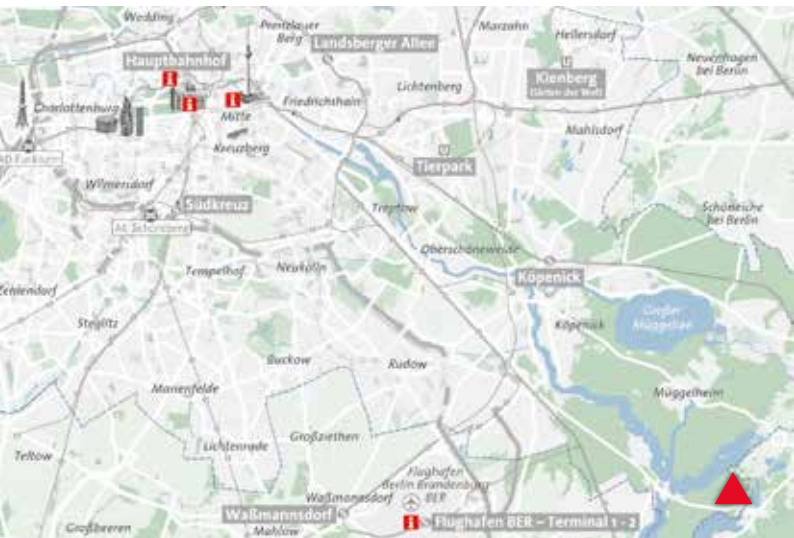 Wedding
Prenzlauer
Berg
Landsberger Allee
Marzahn
Hellersdorf
Hauptbahnhof
Neuenhagen
bei Berlin
U
Kienberg
Gärten der Welt
Lichtenberg
Charlottenburg
Friedrichshain
Mitte
Mahlsdorf
Kreuzberg
U
Tierpark
Wilmersdorf
Südkreuz
Treptow
Schöneiche
bei Berlin
AK Schöneberg
Oberschöneweide
Tempelhof
Neukölln
Köpenick
Zehlendorf
Großer
Müggelsee
Steglitz
Köpenick
Buckow
Rudow
Marienfelde
Müggelheim
Großziethen
Lichtenrade
Teltow
Flughafen
Berlin Brandenburg
BER
Waßmannsdorf
Waßmannsdorf
Flughafen BER – Terminal 1 - 2
Großbeeren
Mahlow